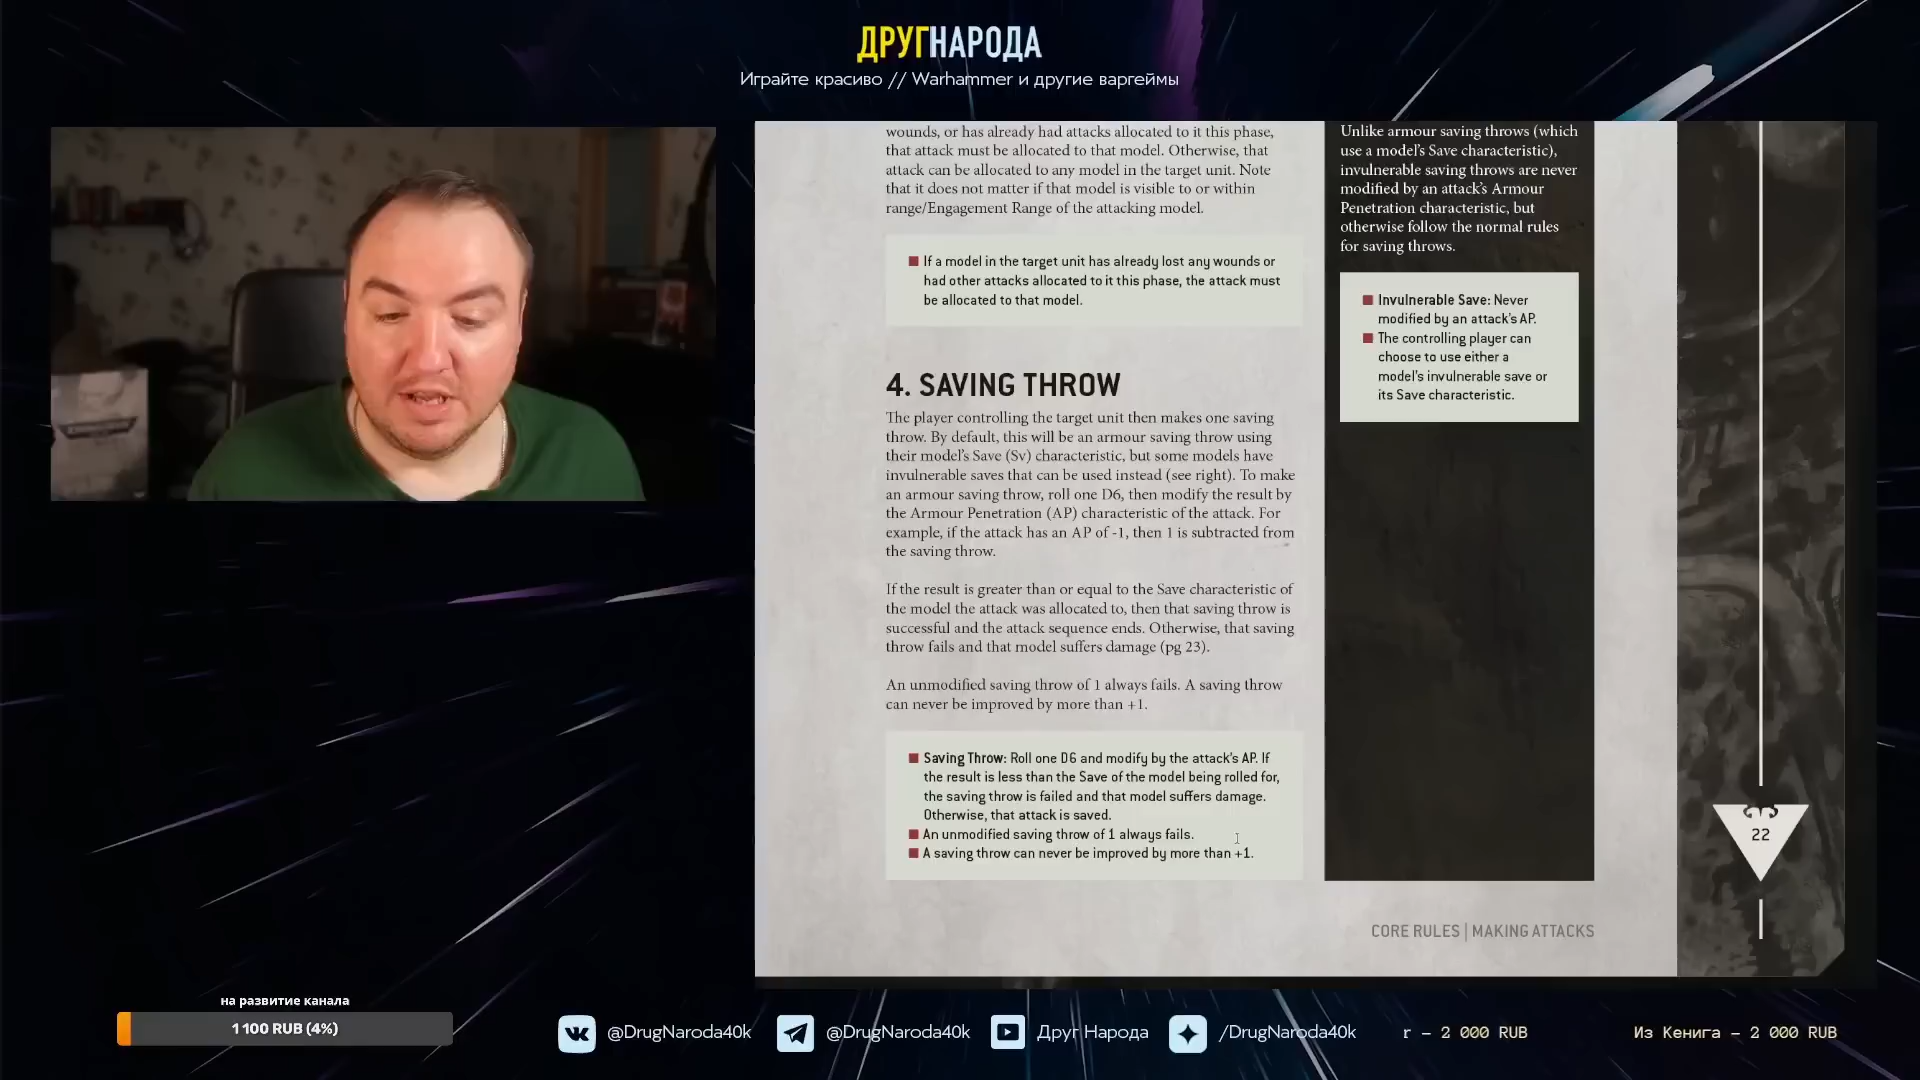 ДРУГНАРОДА
Играйте красиво // Warhammer и другие варгеймы
wounds, or has already had attacks allocated to it this phase,
that attack must be allocated to that model. Otherwise, that
attack can be allocated to any model in the target unit. Note
that it does not matter if that model is visible to or within
range/Engagement Range of the attacking model.
If a model in the target unit has already lost any wounds or
had other attacks allocated to it this phase, the attack must
be allocated to that model.
4. SAVING THROW
The player controlling the target unit then makes one saving
throw. By default, this will be an armour saving throw using
their model's Save (Sv) characteristic, but some models have
invulnerable saves that can be used instead (see right). To make
an armour saving throw, roll one D6, then modify the result by
the Armour Penetration (AP) characteristic of the attack. For
example, if the attack has an AP of -1, then 1 is subtracted from
the saving throw.
If the result is greater than or equal to the Save characteristic of
the model the attack was allocated to, then that saving throw is
successful and the attack sequence ends. Otherwise, that saving
throw fails and that model suffers damage (pg 23).
An unmodified saving throw of 1 always fails. A saving throw
can never be improved by more than +1.
Saving Throw: Roll one D6 and modify by the attack's AP. If
the result is less than the Save of the model being rolled for,
the saving throw is failed and that model suffers damage.
Otherwise, that attack is saved.
An unmodified saving throw of 1 always fails.
A saving throw can never be improved by more than +1.
Unlike armour saving throws (which
use a model's Save characteristic),
invulnerable saving throws are never
modified by an attack's Armour
Penetration characteristic, but
otherwise follow the normal rules
for saving throws.
Invulnerable Save: Never
modified by an attack's AP.
The controlling player can
choose to use either a
model's invulnerable save or
its Save characteristic.
22
CORE RULES | MAKING ATTACKS
на развитие канала
1 100 RUB (4%)
@DrugNaroda40k
@DrugNaroda40k
Друг Народа
/DrugNaroda40k
r – 2 000 RUB
Из Кенига – 2 000 RUB